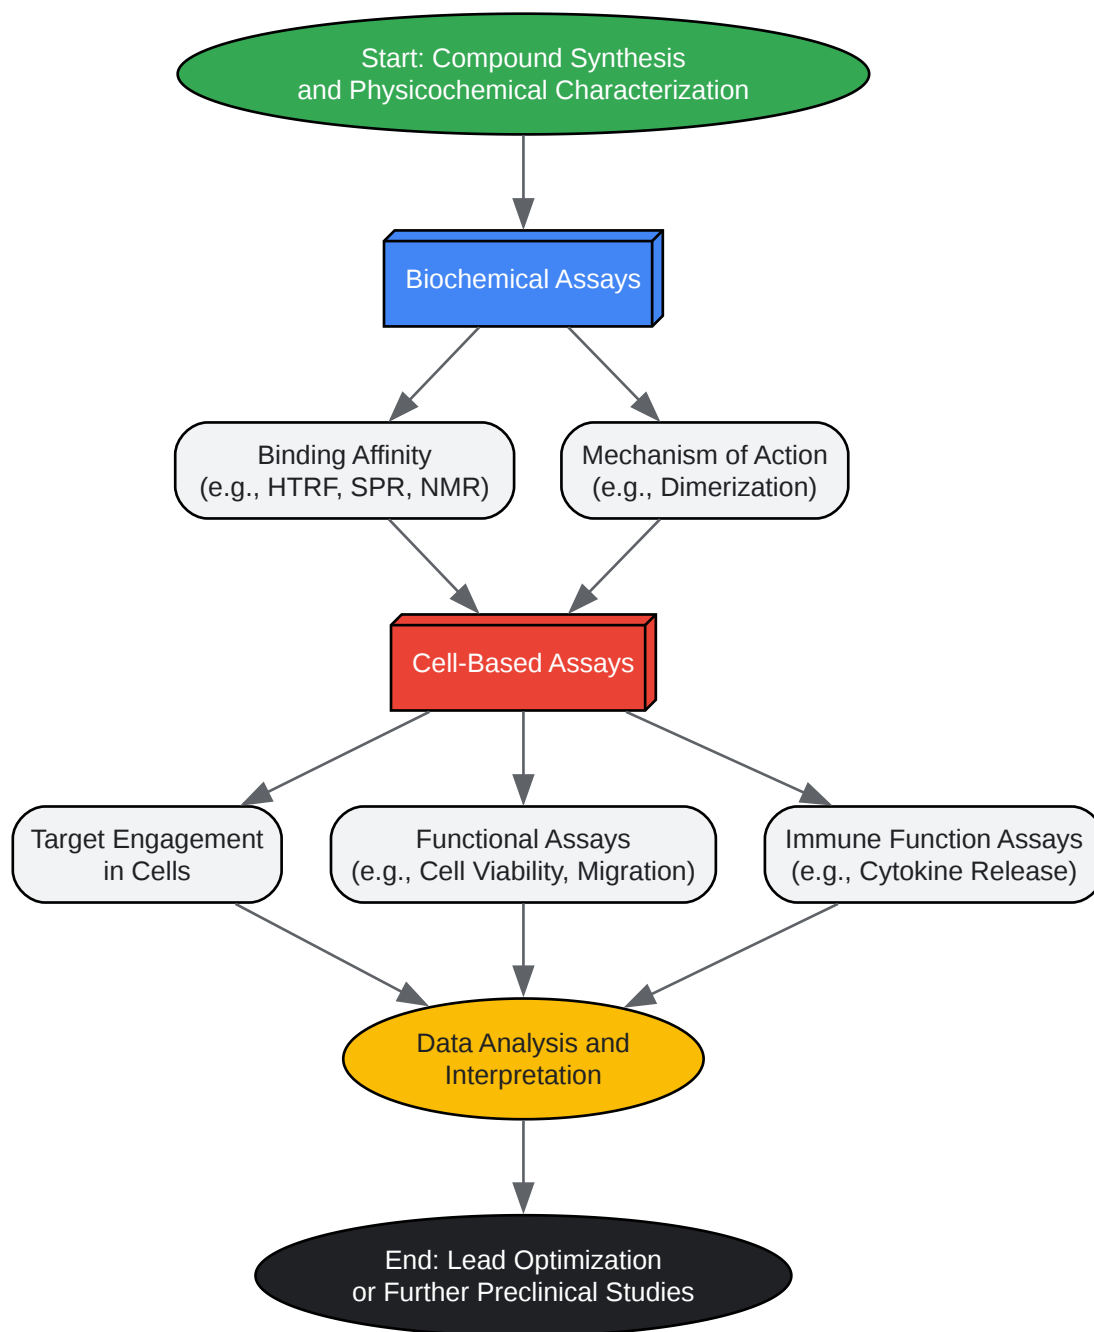 Start: Compound Synthesis
and Physicochemical Characterization
Biochemical Assays
Binding Affinity
(e.g., HTRF, SPR, NMR)
Mechanism of Action
(e.g., Dimerization)
Cell-Based Assays
Target Engagement
in Cells
Functional Assays
(e.g., Cell Viability, Migration)
Immune Function Assays
(e.g., Cytokine Release)
Data Analysis and
Interpretation
End: Lead Optimization
or Further Preclinical Studies